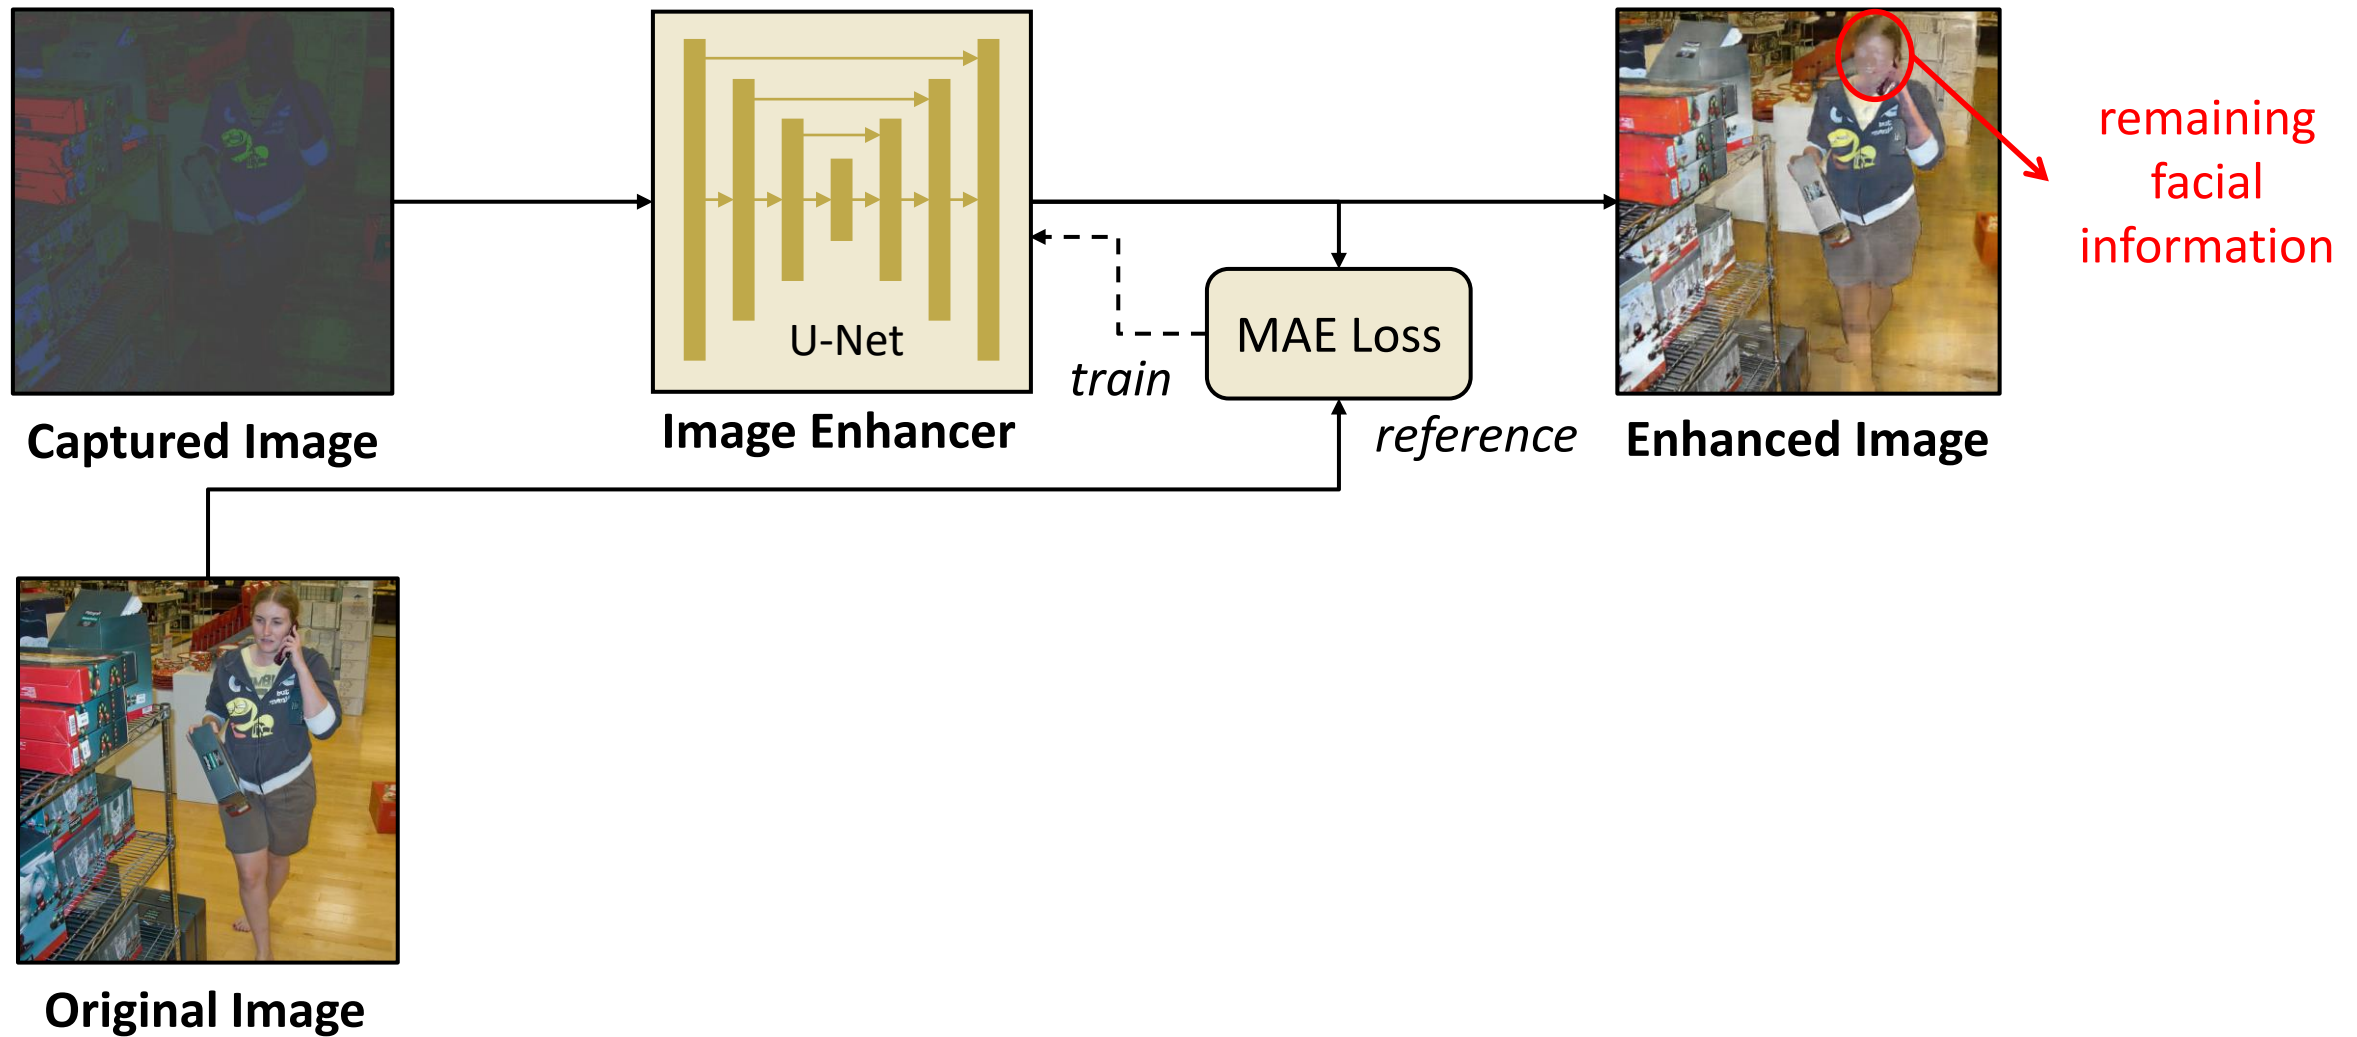 U-Net
MAE Loss
train
reference
remaining
facial
information
Captured Image
Image Enhancer
Enhanced Image
Original Image